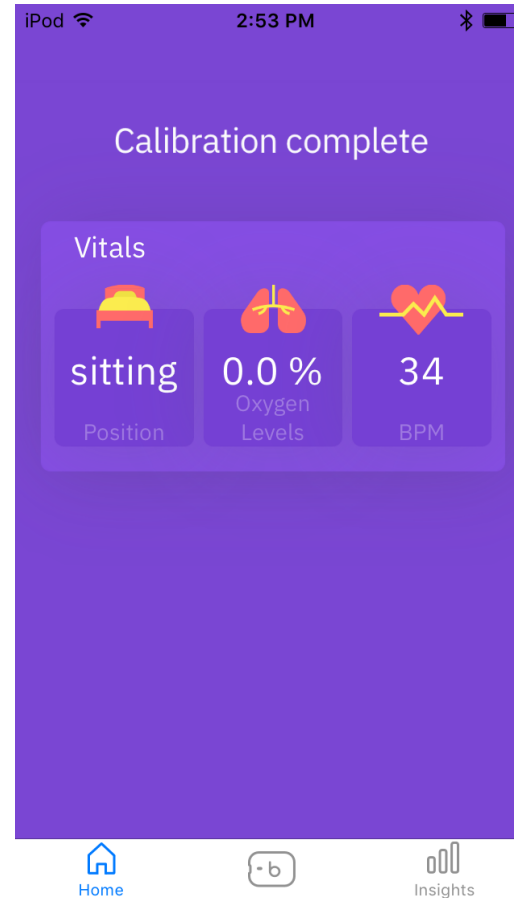 iPod 2:53 PM
Calibration complete
Vitals
sitting 0.0 % 34
Oxygen
Position Levels BPM
Home Insights